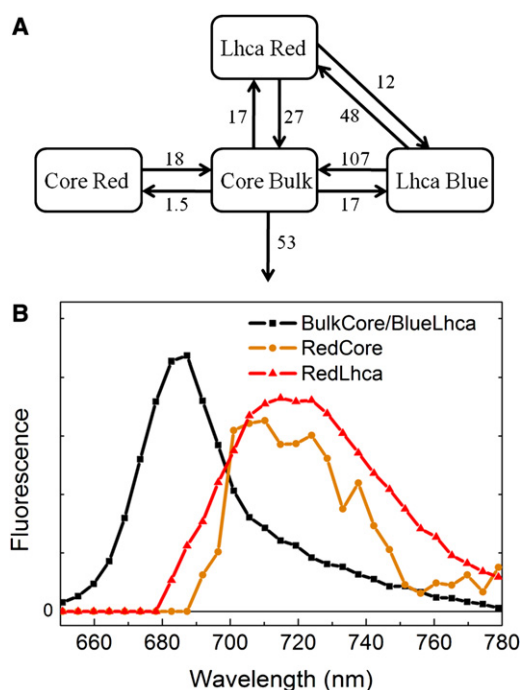 A
Lhca Red
12
17
27
48
18
107
Core Red
Core Bulk
Lhca Blue
1.5
17
53
B
BulkCore/BlueLhca
RedCore
RedLhca
Fluorescence
0
660 680 700 720 740 760 780
Wavelength (nm)